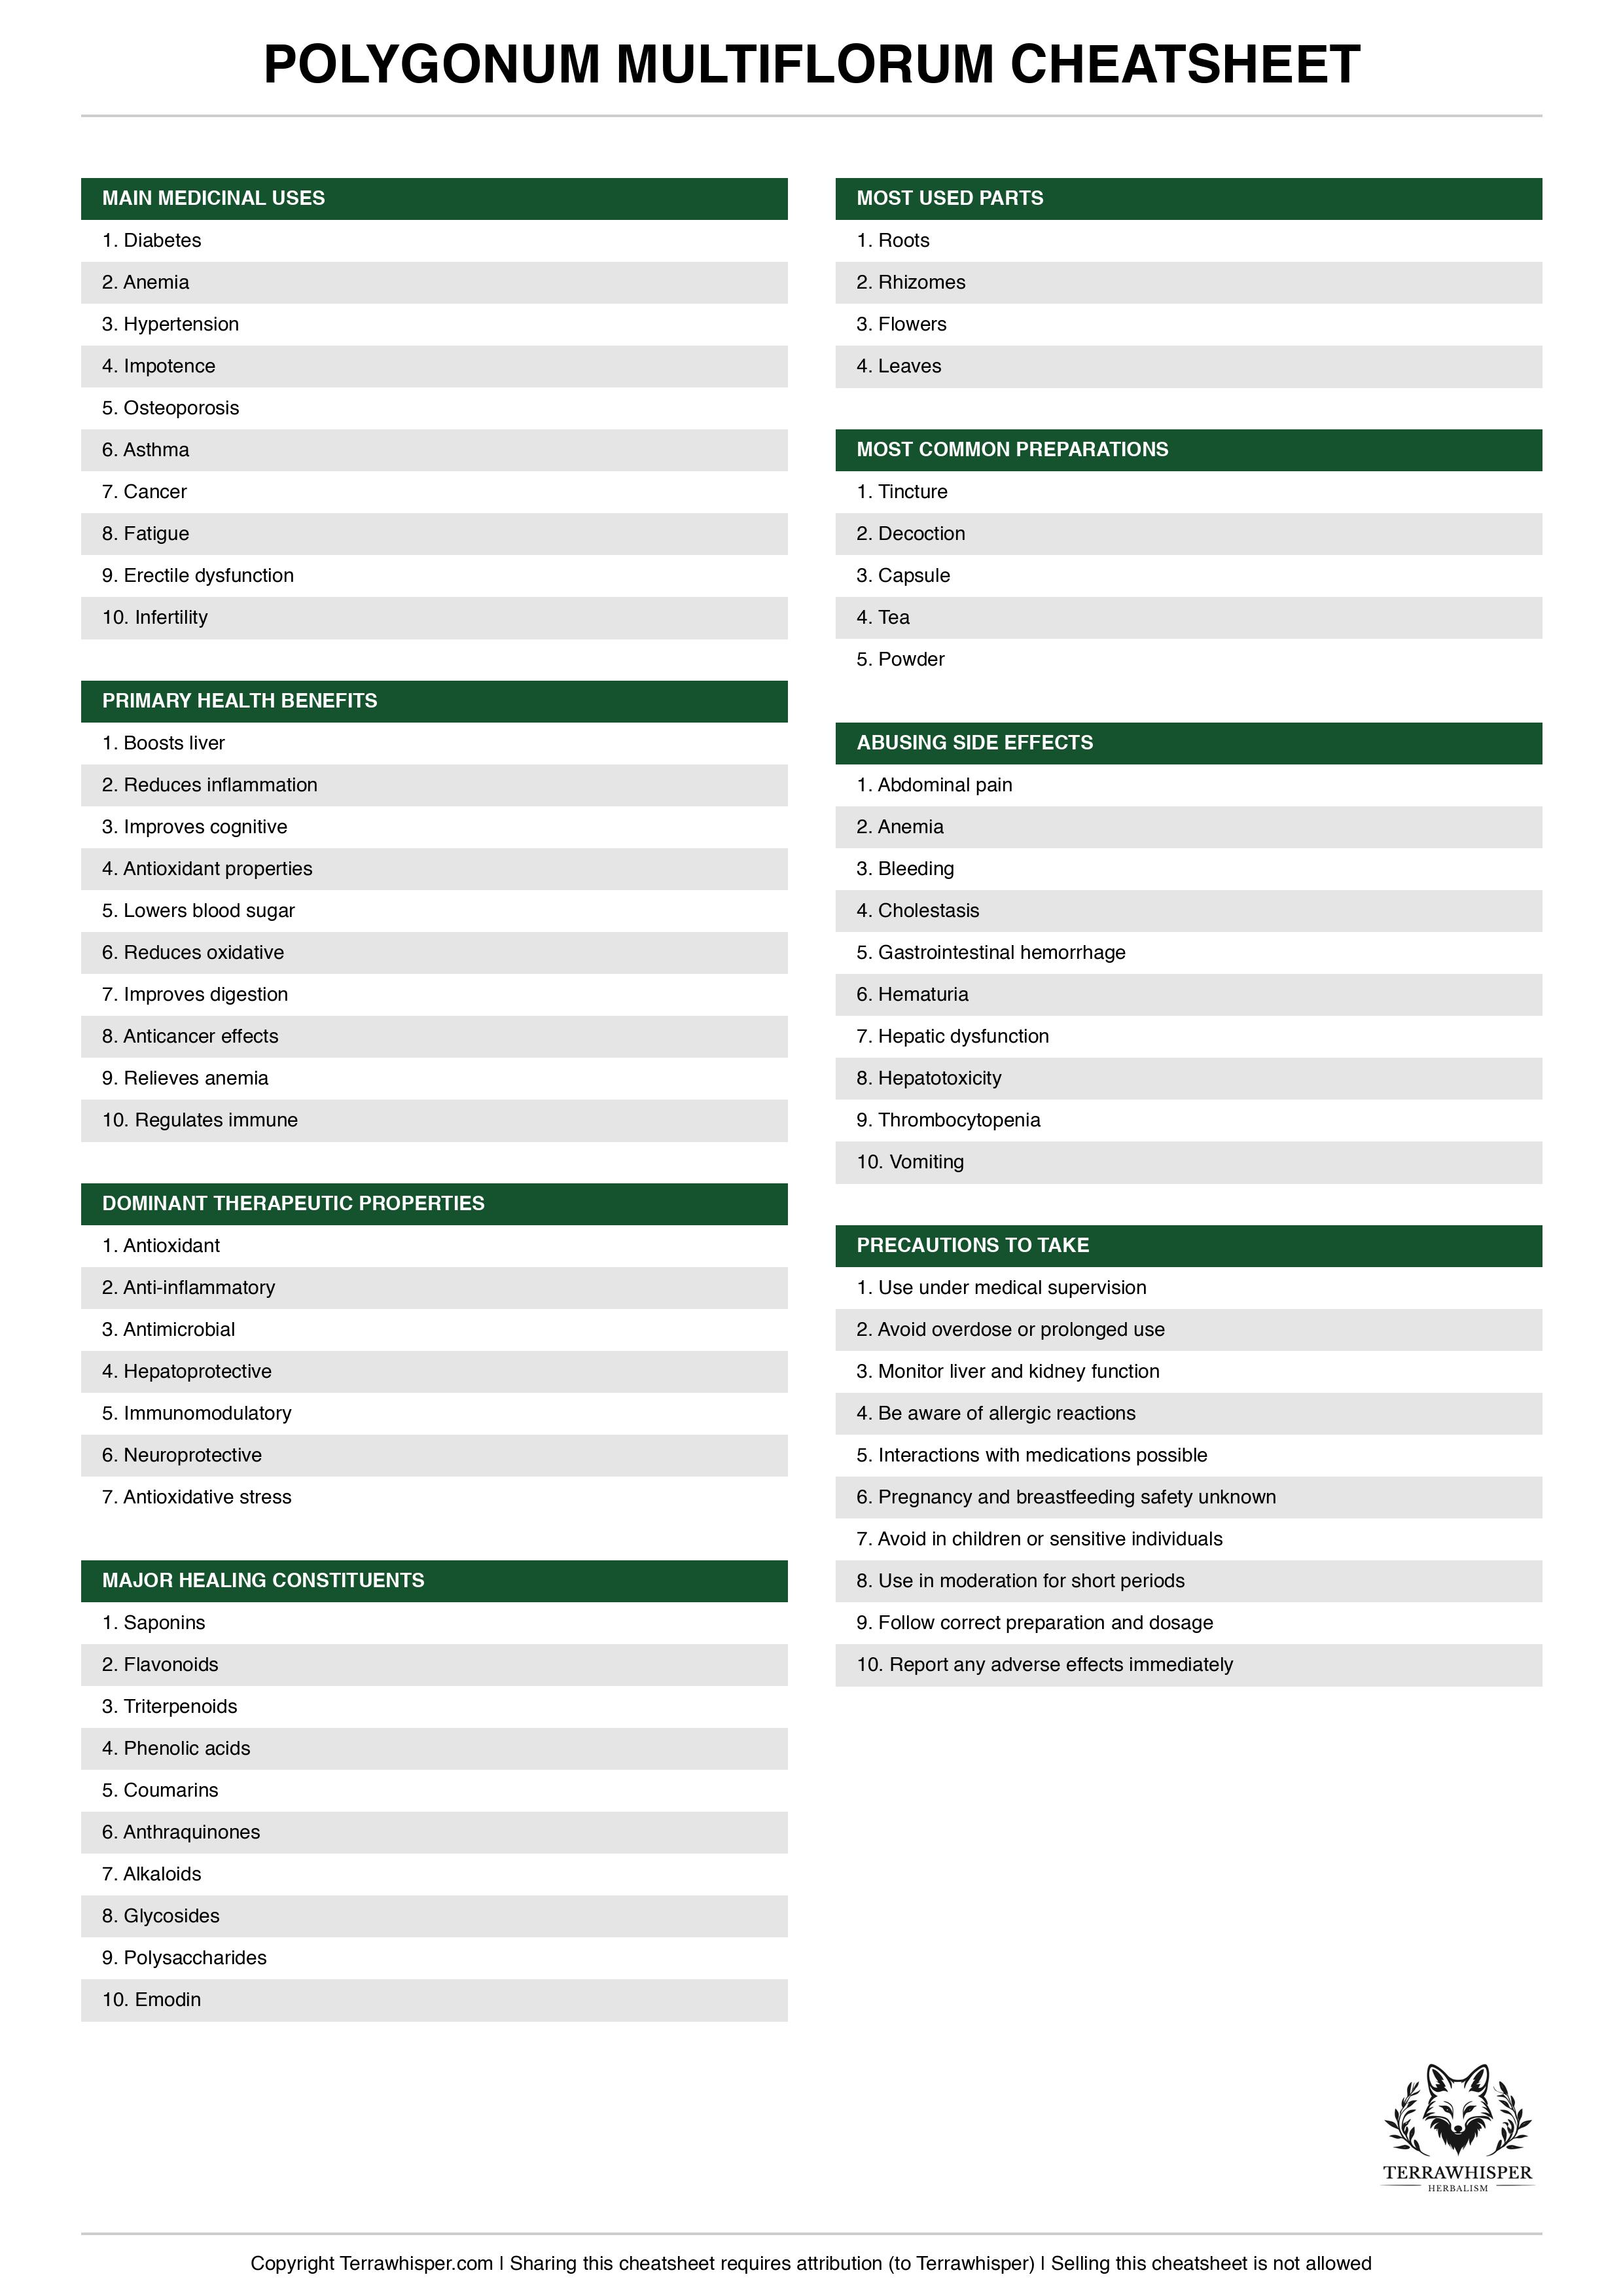 POLYGONUM MULTIFLORUM CHEATSHEET
MAIN MEDICINAL USES
1. Diabetes
2. Anemia
3. Hypertension
4. Impotence
5. Osteoporosis
6. Asthma
7. Cancer
8. Fatigue
9. Erectile dysfunction
10. Infertility
PRIMARY HEALTH BENEFITS
1. Boosts liver
2. Reduces inflammation
3. Improves cognitive
4. Antioxidant properties
5. Lowers blood sugar
6. Reduces oxidative
7. Improves digestion
8. Anticancer effects
9. Relieves anemia
10. Regulates immune
DOMINANT THERAPEUTIC PROPERTIES
1. Antioxidant
2. Anti-inflammatory
3. Antimicrobial
4. Hepatoprotective
5. Immunomodulatory
6. Neuroprotective
7. Antioxidative stress
MAJOR HEALING CONSTITUENTS
1. Saponins
2. Flavonoids
3. Triterpenoids
4. Phenolic acids
5. Coumarins
6. Anthraquinones
7. Alkaloids
8. Glycosides
9. Polysaccharides
10. Emodin
MOST USED PARTS
1. Roots
2. Rhizomes
3. Flowers
4. Leaves
MOST COMMON PREPARATIONS
1. Tincture
2. Decoction
3. Capsule
4. Tea
5. Powder
ABUSING SIDE EFFECTS
1. Abdominal pain
2. Anemia
3. Bleeding
4. Cholestasis
5. Gastrointestinal hemorrhage
6. Hematuria
7. Hepatic dysfunction
8. Hepatotoxicity
9. Thrombocytopenia
10. Vomiting
PRECAUTIONS TO TAKE
1. Use under medical supervision
2. Avoid overdose or prolonged use
3. Monitor liver and kidney function
4. Be aware of allergic reactions
5. Interactions with medications possible
6. Pregnancy and breastfeeding safety unknown
7. Avoid in children or sensitive individuals
8. Use in moderation for short periods
9. Follow correct preparation and dosage
10. Report any adverse effects immediately
TERRAWHISPER
HERBALISM
Copyright Terrawhisper.com | Sharing this cheatsheet requires attribution (to Terrawhisper) | Selling this cheatsheet is not allowed